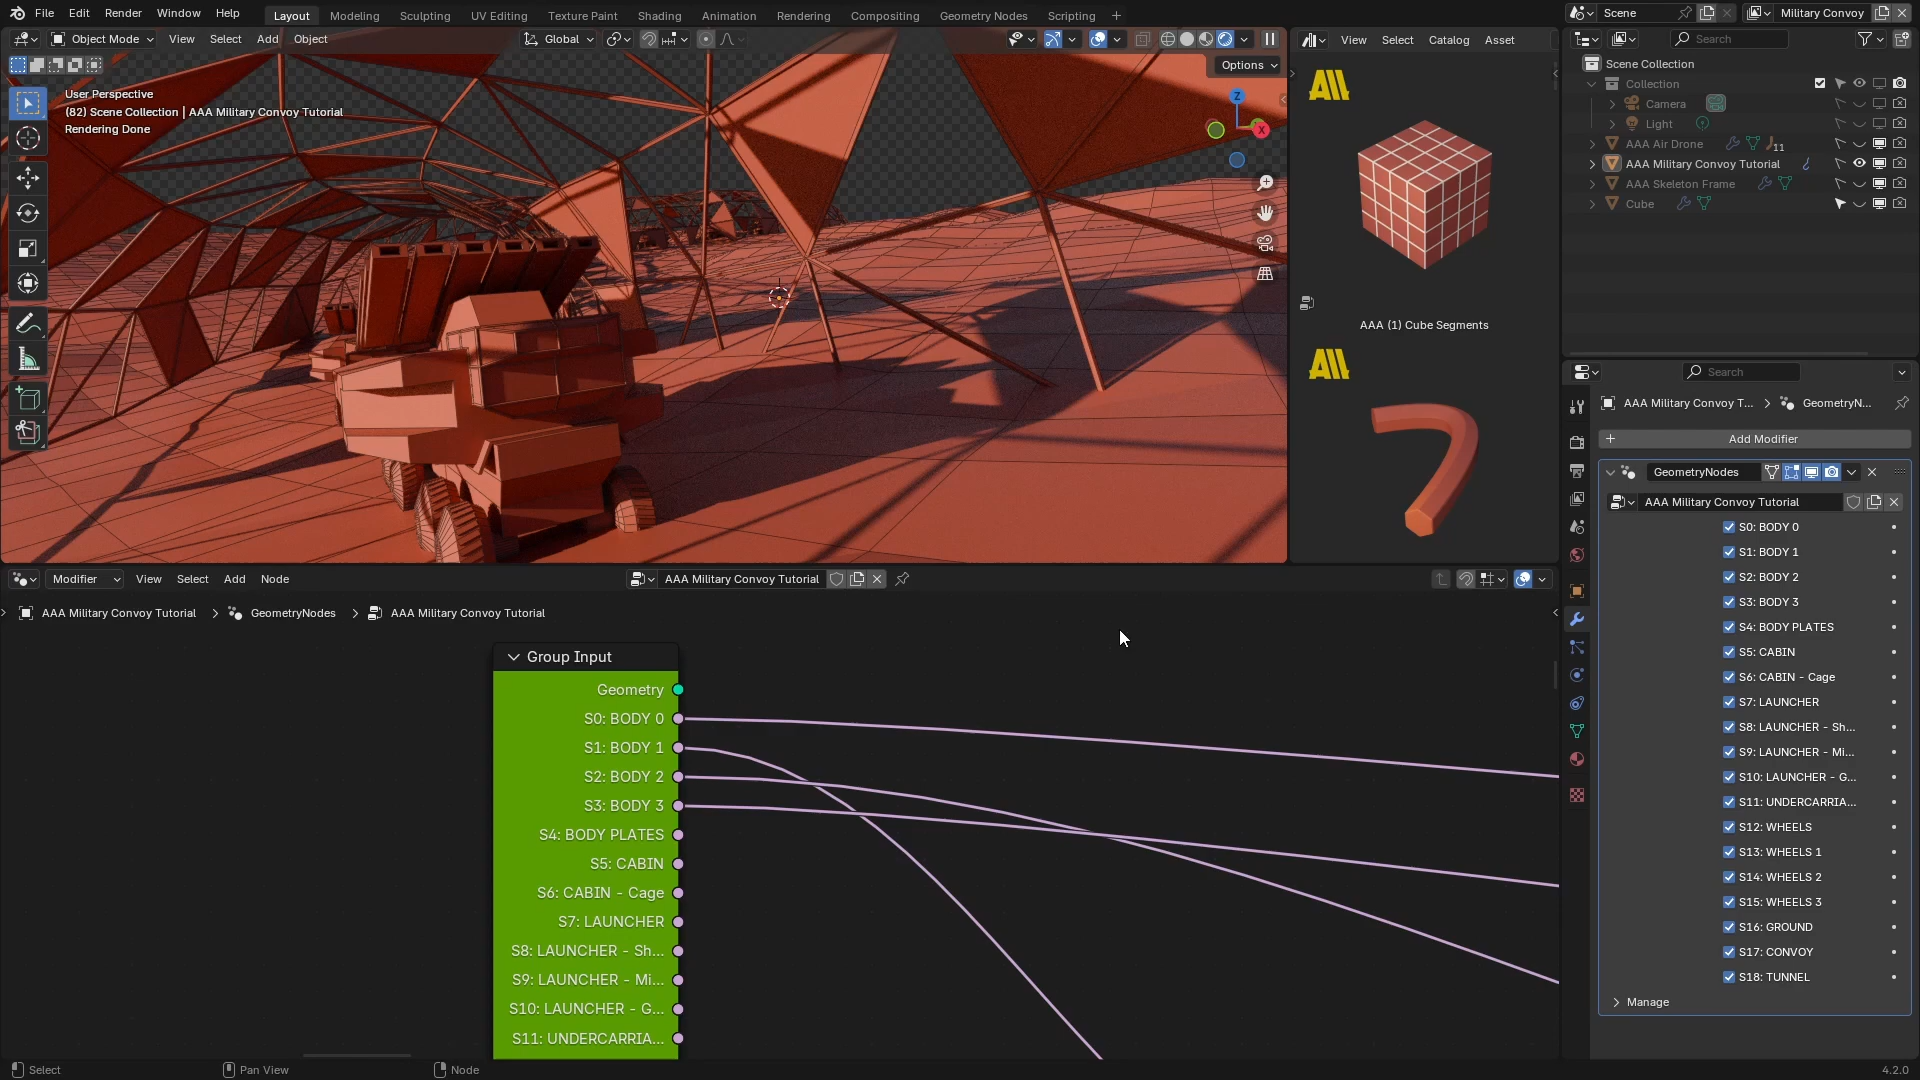 File Edit Render Window Help Layout Modeling Sculpting UV Editing Texture Paint Shading Animation Rendering Compositing Geometry Nodes Scripting + Scene Military Convoy
Object Mode View Select Add Object Global View Select Catalog Asset Search
Options
User Perspective
(82) Scene Collection | AAA Military Convoy Tutorial
Rendering Done
Z
X
AAA (1) Cube Segments
Scene Collection
Collection
Camera
Light
AAA Air Drone 11
AAA Military Convoy Tutorial
AAA Skeleton Frame
Cube
Search
AAA Military Convoy T... > GeometryN...
+ Add Modifier
GeometryNodes
AAA Military Convoy Tutorial
S0: BODY 0
S1: BODY 1
S2: BODY 2
S3: BODY 3
S4: BODY PLATES
S5: CABIN
S6: CABIN - Cage
S7: LAUNCHER
S8: LAUNCHER - Sh...
S9: LAUNCHER - Mi...
S10: LAUNCHER - G...
S11: UNDERCARRIA...
S12: WHEELS
S13: WHEELS 1
S14: WHEELS 2
S15: WHEELS 3
S16: GROUND
S17: CONVOY
S18: TUNNEL
Manage
Modifier View Select Add Node AAA Military Convoy Tutorial
AAA Military Convoy Tutorial > GeometryNodes > AAA Military Convoy Tutorial
Group Input
Geometry
S0: BODY 0
S1: BODY 1
S2: BODY 2
S3: BODY 3
S4: BODY PLATES
S5: CABIN
S6: CABIN - Cage
S7: LAUNCHER
S8: LAUNCHER - Sh...
S9: LAUNCHER - Mi...
S10: LAUNCHER - G...
S11: UNDERCARRIA...
Select Pan View Node 4.2.0